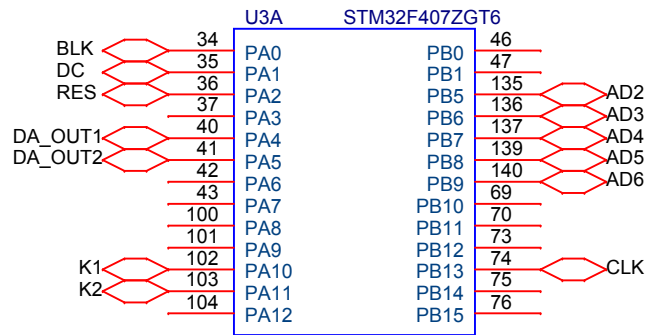 U3A STM32F407ZGT6
BLK 34 PA0 PB0 46
DC 35 PA1 PB1 47
RES 36 PA2 PB5 135 AD2
37 PA3 PB6 136 AD3
DA_OUT1 40 PA4 PB7 137 AD4
DA_OUT2 41 PA5 PB8 139 AD5
42 PA6 PB9 140 AD6
43 PA7 PB10 69
100 PA8 PB11 70
101 PA9 PB12 73
K1 102 PA10 PB13 74 CLK
K2 103 PA11 PB14 75
104 PA12 PB15 76